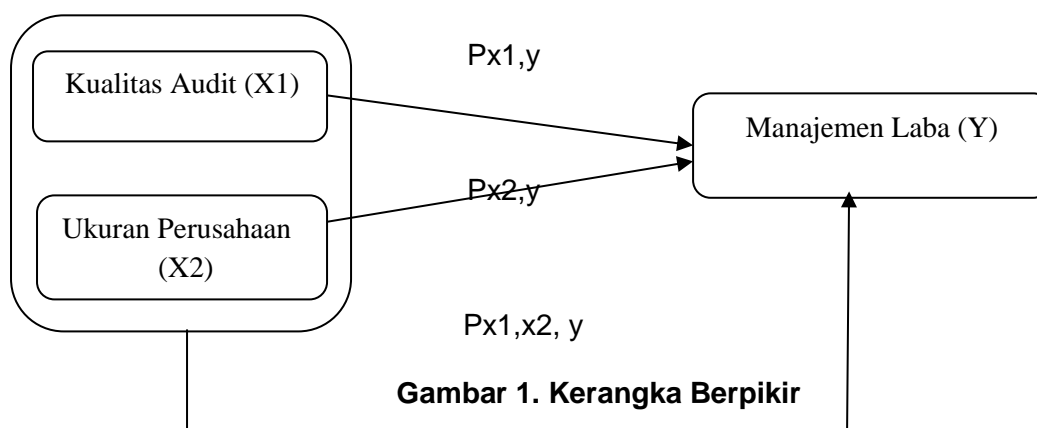 Px1,y
Kualitas Audit (X1)
Manajemen Laba (Y)
Px2,y
Ukuran Perusahaan
(X2)
Px1,x2, y
Gambar 1. Kerangka Berpikir